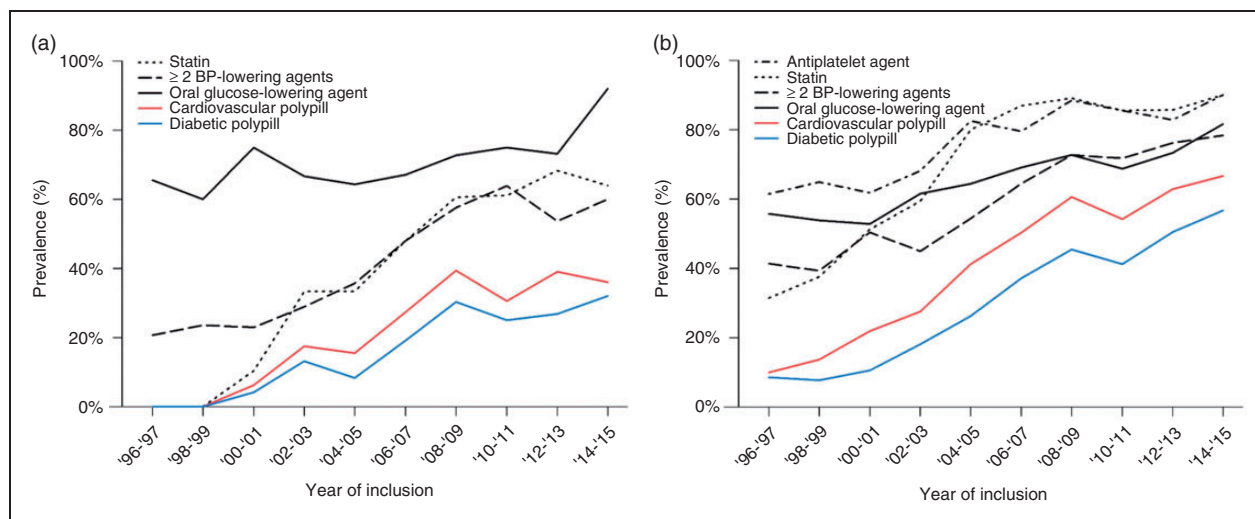 (a)
Statin
≥ 2 BP-lowering agents
Oral glucose-lowering agent
Cardiovascular polypill
Diabetic polypill
100%
80%
60%
40%
20%
0%
Prevalence (%)
'96-'97
'98-'99
'00-'01
'02-'03
'04-'05
'06-'07
'08-'09
'10-'11
'12-'13
'14-'15
Year of inclusion
(b)
Antiplatelet agent
Statin
≥ 2 BP-lowering agents
Oral glucose-lowering agent
Cardiovascular polypill
Diabetic polypill
100%
80%
60%
40%
20%
0%
Prevalence (%)
'96-'97
'98-'99
'00-'01
'02-'03
'04-'05
'06-'07
'08-'09
'10-'11
'12-'13
'14-'15
Year of inclusion